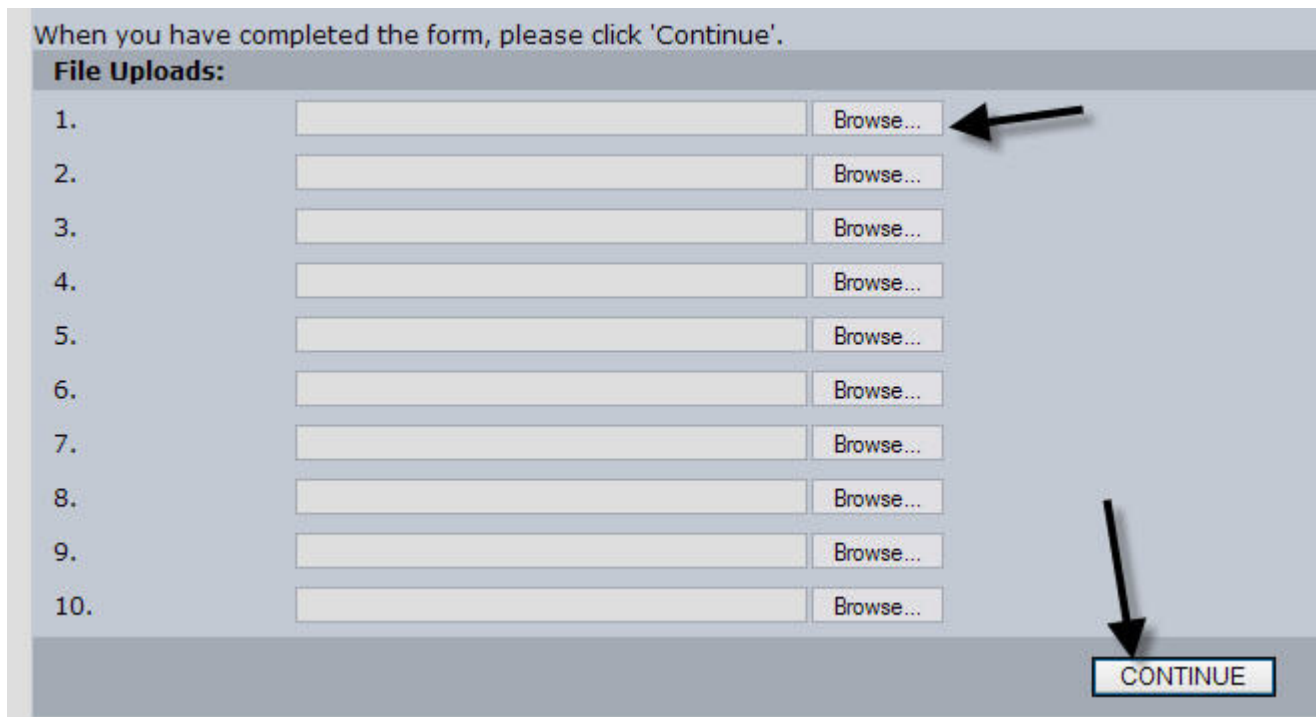 When you have completed the form, please click 'Continue'.
File Uploads:
1. Browse...
2. Browse...
3. Browse...
4. Browse...
5. Browse...
6. Browse...
7. Browse...
8. Browse...
9. Browse...
10. Browse...
CONTINUE